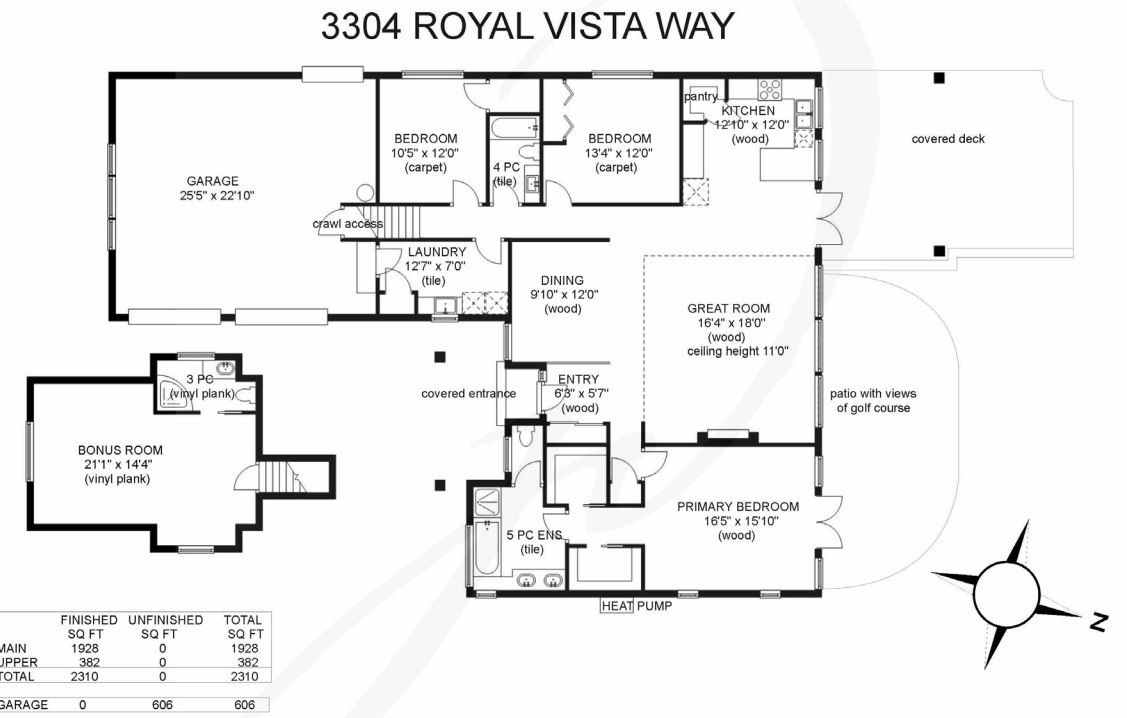 3304 ROYAL VISTA WAY
GARAGE
25'5" x 22'10"
BEDROOM
10'5" x 12'0"
(carpet)
4 PC
(tile)
BEDROOM
13'4" x 12'0"
(carpet)
pantry
KITCHEN
12'10" x 12'0"
(wood)
covered deck
crawl access
LAUNDRY
12'7" x 7'0"
(tile)
DINING
9'10" x 12'0"
(wood)
GREAT ROOM
16'4" x 18'0"
(wood)
ceiling height 11'0"
covered entrance
ENTRY
6'3" x 5'7"
(wood)
patio with views
of golf course
3 PC
(vinyl plank)
BONUS ROOM
21'1" x 14'4"
(vinyl plank)
5 PC ENS
(tile)
PRIMARY BEDROOM
16'5" x 15'10"
(wood)
HEAT PUMP
N
FINISHED UNFINISHED TOTAL
SQ FT SQ FT SQ FT
MAIN 1928 0 1928
UPPER 382 0 382
TOTAL 2310 0 2310
GARAGE 0 606 606